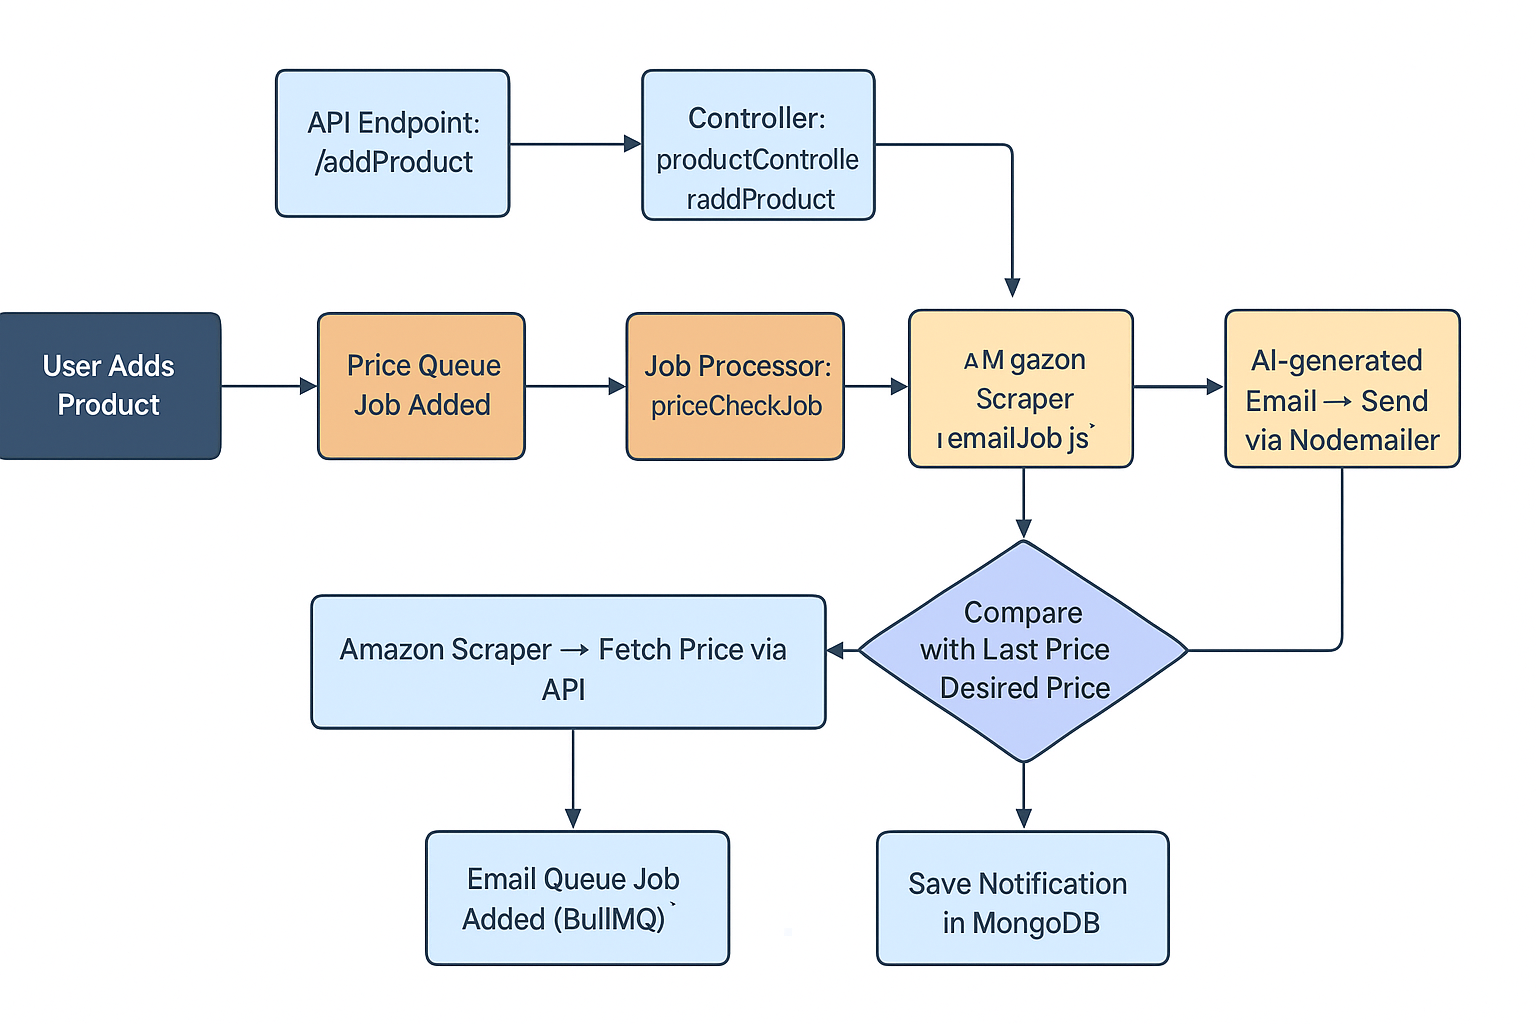 API Endpoint:
/addProduct
Controller:
productControlle
raddProduct
User Adds
Product
Price Queue
Job Added
Job Processor:
priceCheckJob
AM gazon
Scraper
ı emailJob js`
AI-generated
Email → Send
via Nodemailer
Compare
with Last Price
Desired Price
Amazon Scraper → Fetch Price via
API
Email Queue Job
Added (BullMQ)`
Save Notification
in MongoDB